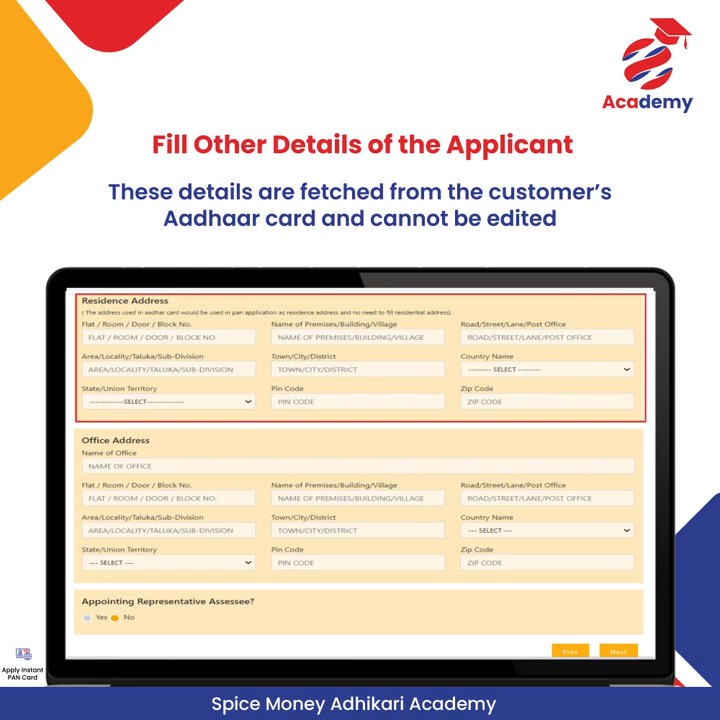 Academy
Fill Other Details of the Applicant
These details are fetched from the customer's
Aadhaar card and cannot be edited
Residence Address
( The address used in aadhar card would be used in pan application as residence address and no need to fill residential address)
Flat / Room / Door / Block No. Name of Premises/Building/Village Road/Street/Lane/Post Office
FLAT / ROOM / DOOR / BLOCK NO. NAME OF PREMISES/BUILDING/VILLAGE ROAD/STREET/LANE/POST OFFICE
Area/Locality/Taluka/Sub-Division Town/City/District Country Name
AREA/LOCALITY/TALUKA/SUB-DIVISION TOWN/CITY/DISTRICT -------- SELECT --------
State/Union Territory Pin Code Zip Code
------------SELECT------------- PIN CODE ZIP CODE
Office Address
Name of Office
NAME OF OFFICE
Flat / Room / Door / Block No. Name of Premises/Building/Village Road/Street/Lane/Post Office
FLAT / ROOM / DOOR / BLOCK NO. NAME OF PREMISES/BUILDING/VILLAGE ROAD/STREET/LANE/POST OFFICE
Area/Locality/Taluka/Sub-Division Town/City/District Country Name
AREA/LOCALITY/TALUKA/SUB-DIVISION TOWN/CITY/DISTRICT --- SELECT ---
State/Union Territory Pin Code Zip Code
--- SELECT --- PIN CODE ZIP CODE
Appointing Representative Assessee?
Yes No
Prev Next
Apply Instant
PAN Card
Spice Money Adhikari Academy